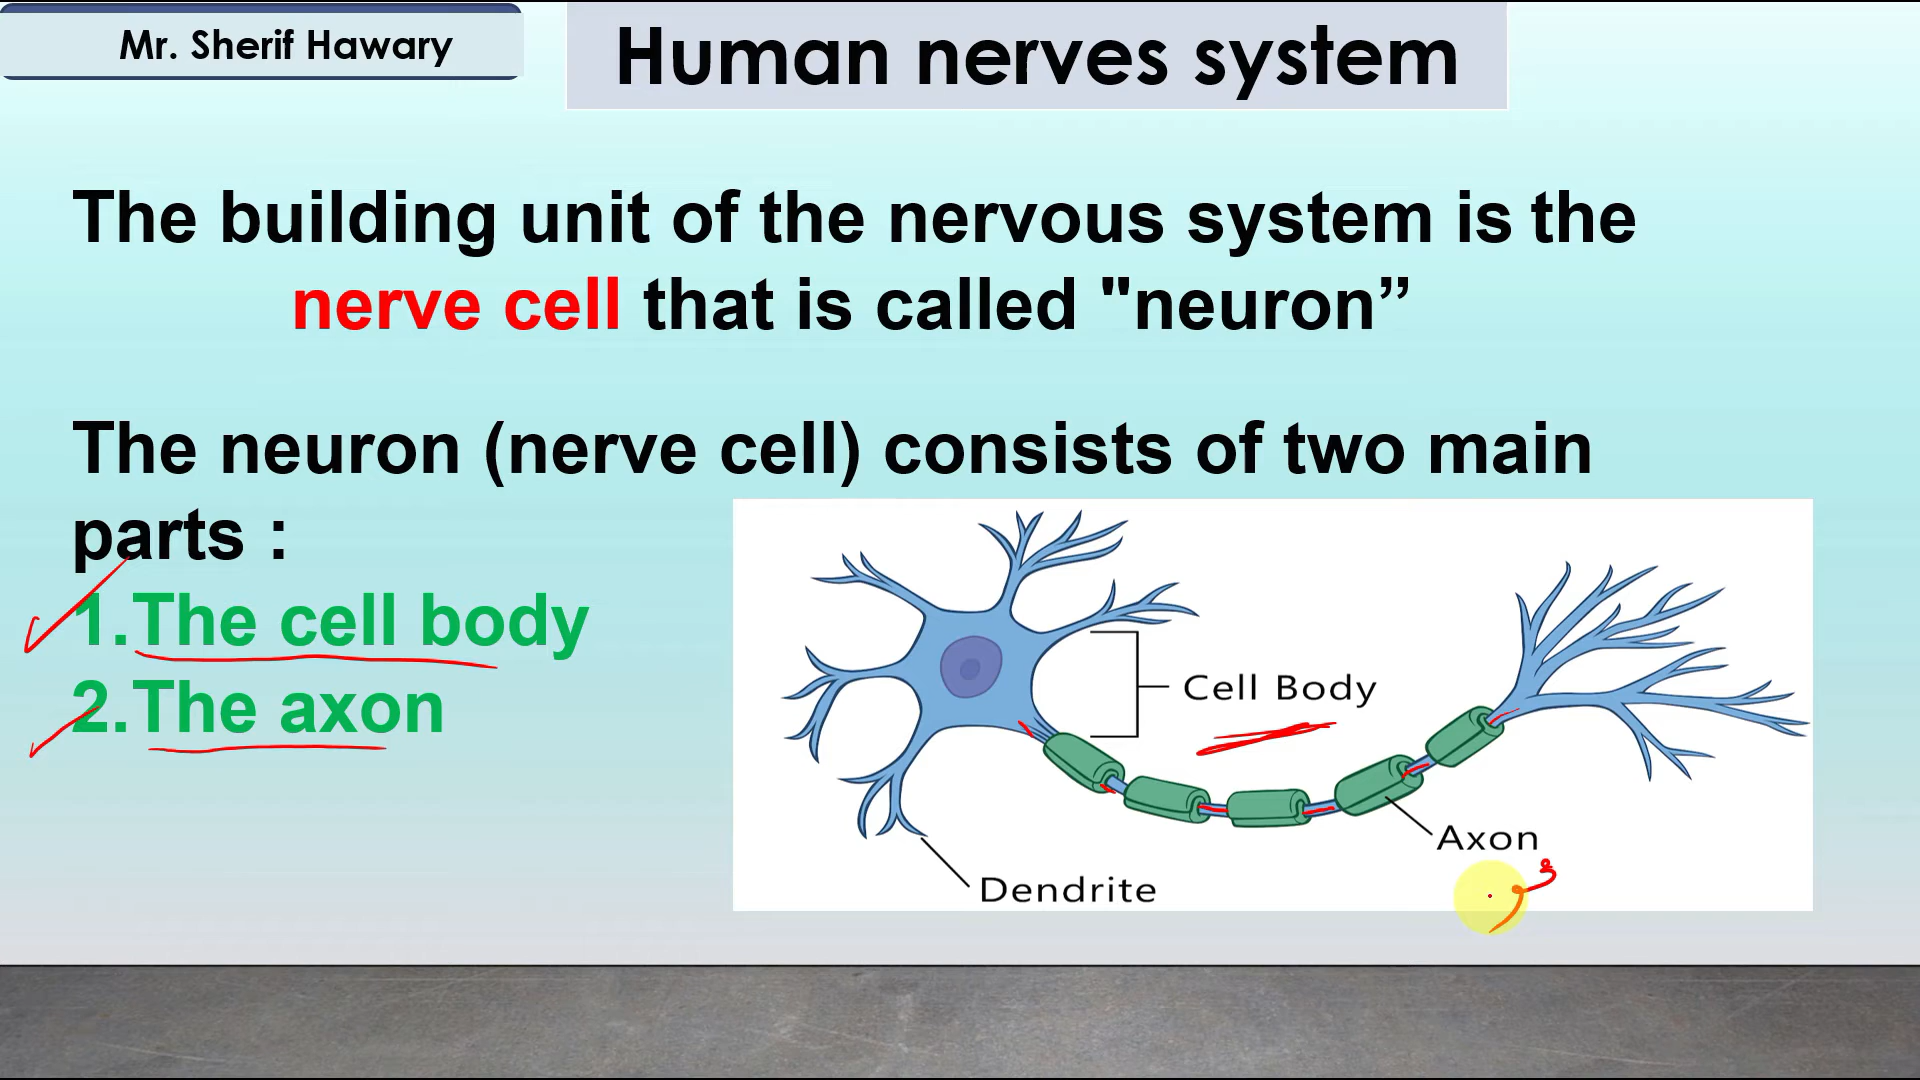 Mr. Sherif Hawary
Human nerves system
The building unit of the nervous system is the
nerve cell that is called "neuron”
The neuron (nerve cell) consists of two main
parts :
1.The cell body
2.The axon
Cell Body
Axon
Dendrite